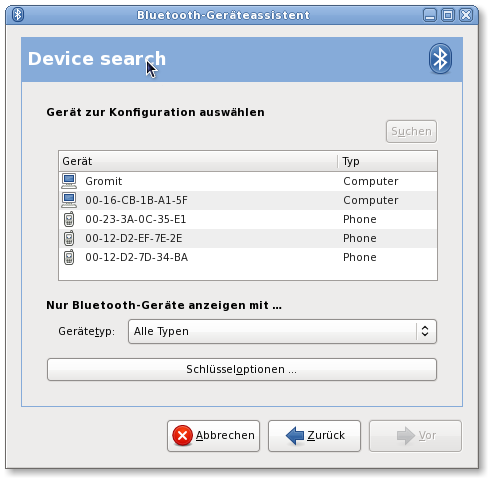 Bluetooth-Geräteassistent
Device search
Gerät zur Konfiguration auswählen
Suchen
Gerät Typ
Gromit Computer
00-16-CB-1B-A1-5F Computer
00-23-3A-0C-35-E1 Phone
00-12-D2-EF-7E-2E Phone
00-12-D2-7D-34-BA Phone
Nur Bluetooth-Geräte anzeigen mit ...
Gerätetyp: Alle Typen
Schlüsseloptionen ...
Abbrechen Zurück Vor